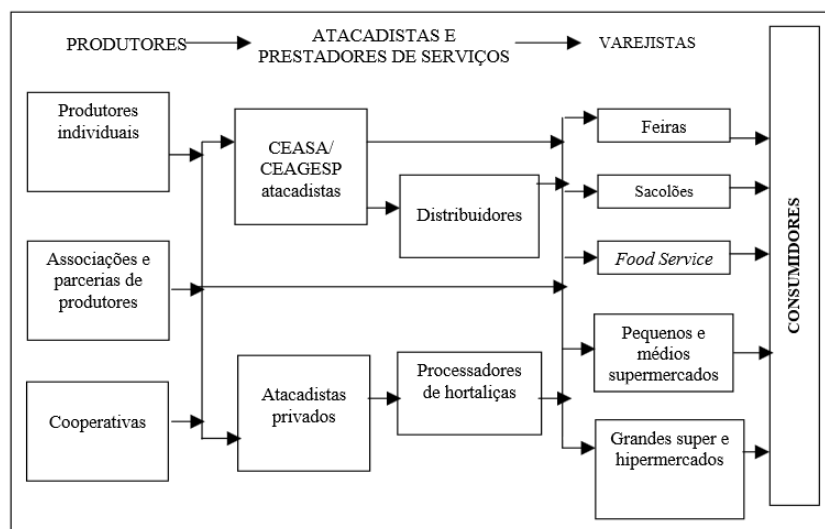 PRODUTORES
ATACADISTAS E
PRESTADORES DE SERVIÇOS
VAREJISTAS
Produtores
individuais
Associações e
parcerias de
produtores
Cooperativas
CEASA/
CEAGESP
atacadistas
Distribuidores
Atacadistas
privados
Processadores
de hortaliças
Feiras
Sacolões
Food Service
Pequenos e
médios
supermercados
Grandes super e
hipermercados
CONSUMIDORES